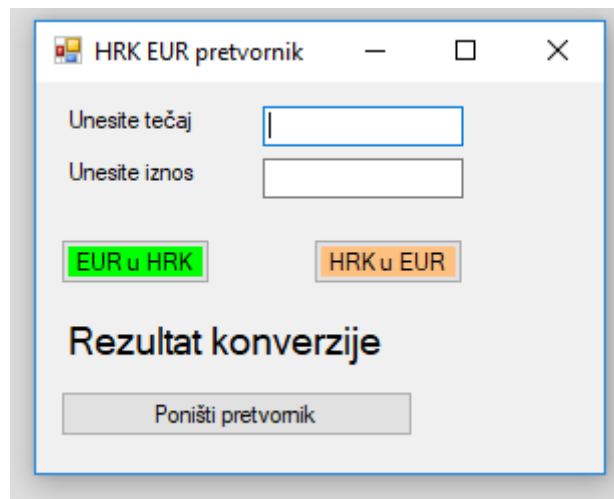 HRK EUR pretvornik
Unesite tečaj
Unesite iznos
EUR u HRK HRK u EUR
Rezultat konverzije
Poništi pretvornik